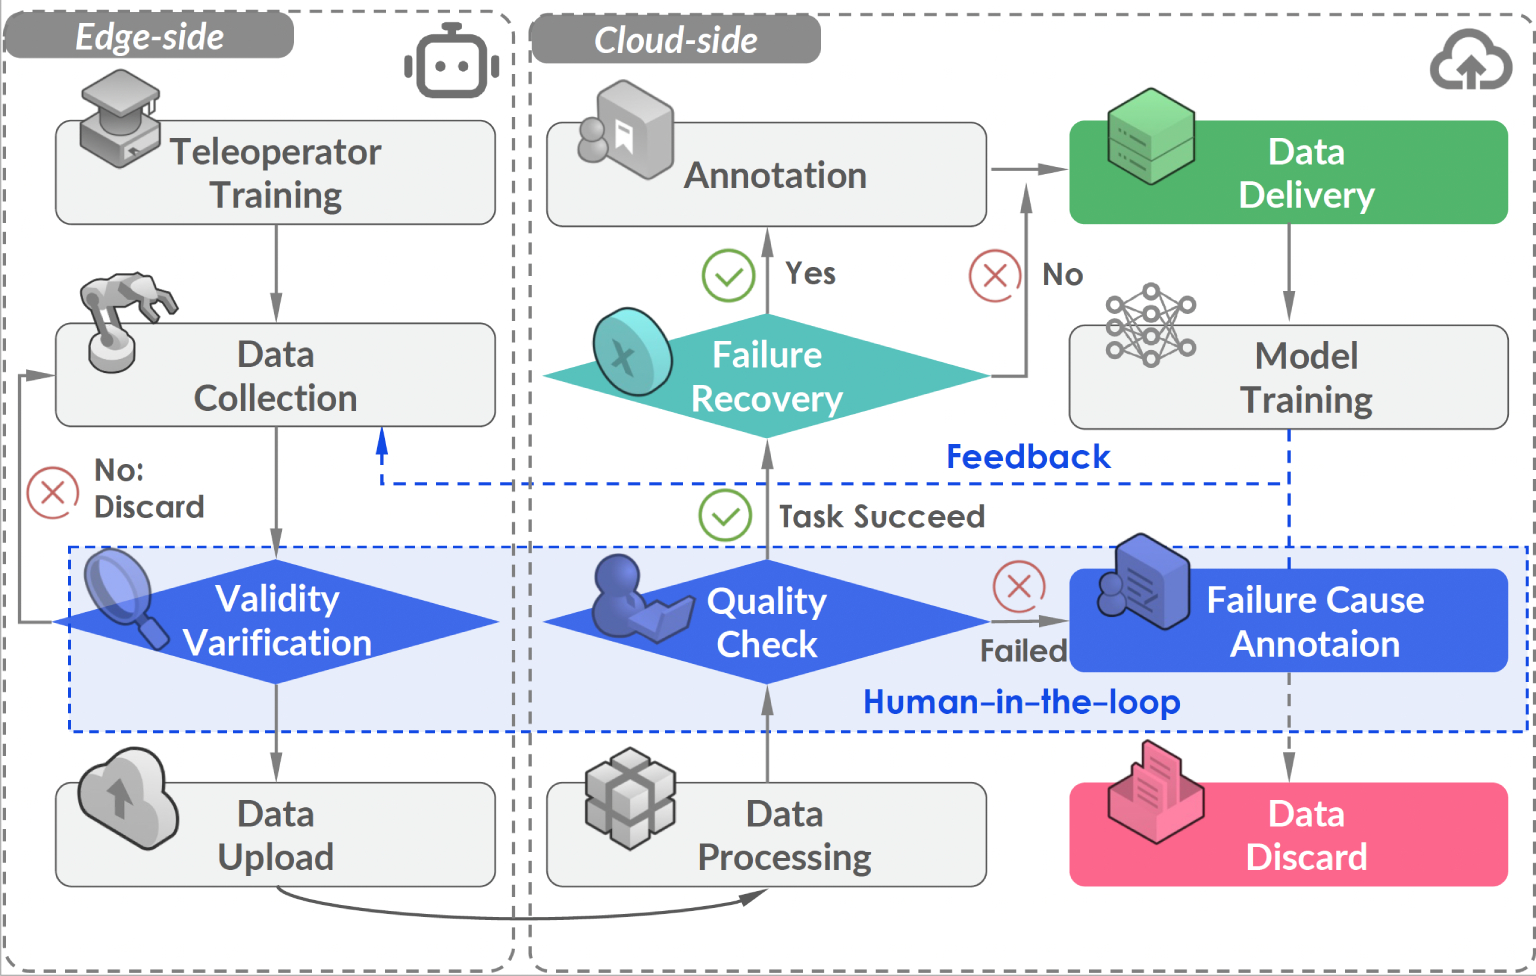 Edge-side
Teleoperator
Training
Data
Collection
No:
Discard
Validity
Varification
Data
Upload
Cloud-side
Annotation
Data
Delivery
Yes
No
Failure
Recovery
Model
Training
Feedback
Task Succeed
Quality
Check
Failed
Failure Cause
Annotaion
Human-in-the-loop
Data
Processing
Data
Discard